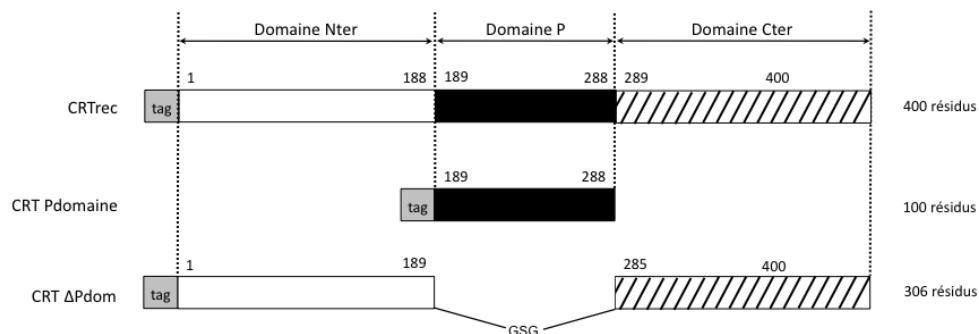 Domaine Nter Domaine P Domaine Cter
1 188 189 288 289 400
CRTrec tag 400 résidus
189 288
CRT Pdomaine tag 100 résidus
1 189 285 400
CRT ΔPdom tag 306 résidus
GSG